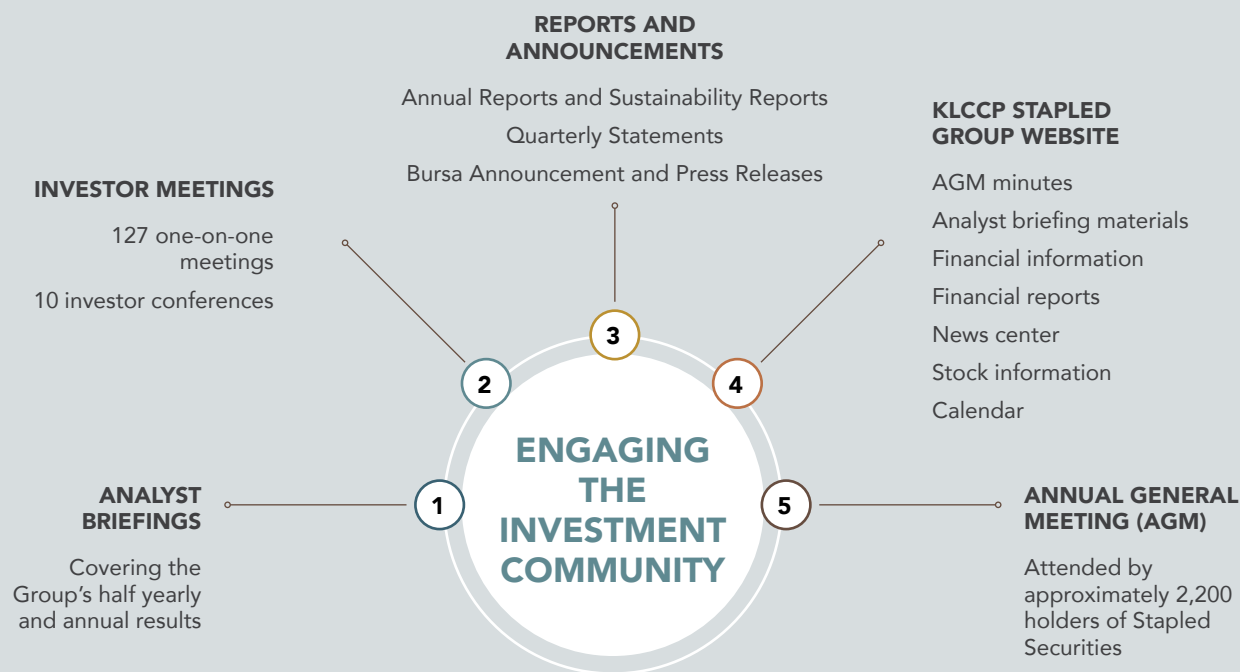 REPORTS AND
ANNOUNCEMENTS
Annual Reports and Sustainability Reports
Quarterly Statements
Bursa Announcement and Press Releases
INVESTOR MEETINGS
127 one-on-one
meetings
10 investor conferences
KLCCP STAPLED
GROUP WEBSITE
AGM minutes
Analyst briefing materials
Financial information
Financial reports
News center
Stock information
Calendar
3
2
4
ENGAGING
THE
INVESTMENT
COMMUNITY
1
5
ANALYST
BRIEFINGS
Covering the
Group's half yearly
and annual results
ANNUAL GENERAL
MEETING (AGM)
Attended by
approximately 2,200
holders of Stapled
Securities